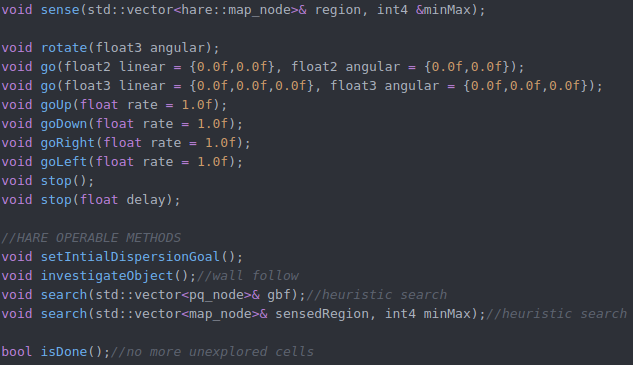 void sense(std::vector<hare::map_node>& region, int4 &minMax);
void rotate(float3 angular);
void go(float2 linear = {0.0f,0.0f}, float2 angular = {0.0f,0.0f});
void go(float3 linear = {0.0f,0.0f,0.0f}, float3 angular = {0.0f,0.0f,0.0f});
void goUp(float rate = 1.0f);
void goDown(float rate = 1.0f);
void goRight(float rate = 1.0f);
void goLeft(float rate = 1.0f);
void stop();
void stop(float delay);
//HARE OPERABLE METHODS
void setIntialDispersionGoal();
void investigateObject();//wall follow
void search(std::vector<pq_node>& gbf);//heuristic search
void search(std::vector<map_node>& sensedRegion, int4 minMax);//heuristic search
bool isDone();//no more unexplored cells